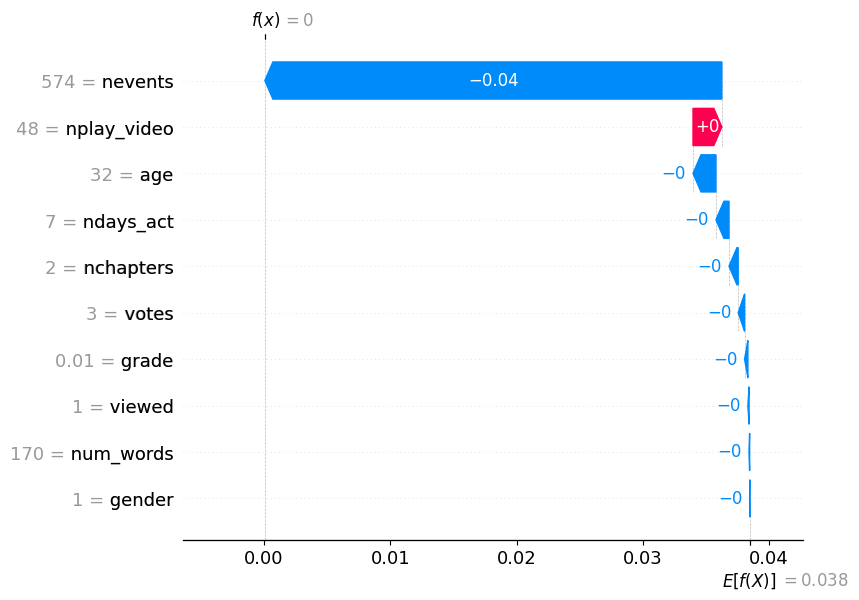 f(x) = 0
574 = nevents
−0.04
48 = nplay_video
+0
32 = age
−0
7 = ndays_act
−0
2 = nchapters
−0
3 = votes
−0
0.01 = grade
−0
1 = viewed
−0
170 = num_words
−0
1 = gender
−0
0.00 0.01 0.02 0.03 0.04
E[f(X)] = 0.038